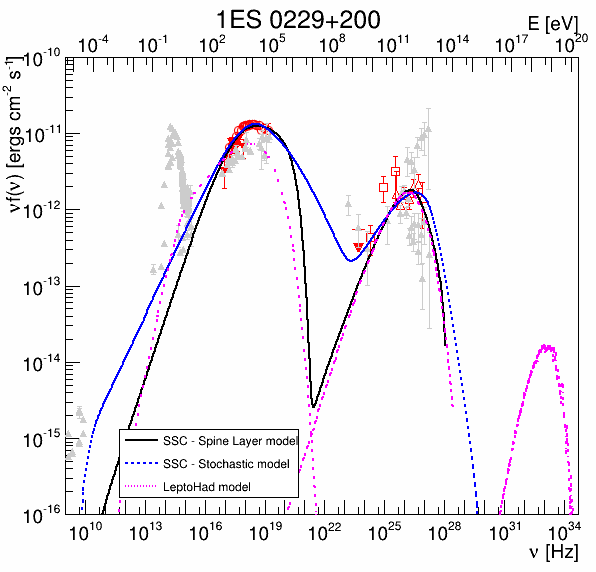 1ES 0229+200
E [eV]
10^-4 10^-1 10^2 10^5 10^8 10^11 10^14 10^17 10^20
νf(ν) [ergs cm^-2 s^-1]
10^-10
10^-11
10^-12
10^-13
10^-14
10^-15
10^-16
SSC - Spine Layer model
SSC - Stochastic model
LeptoHad model
10^10 10^13 10^16 10^19 10^22 10^25 10^28 10^31 10^34
ν [Hz]